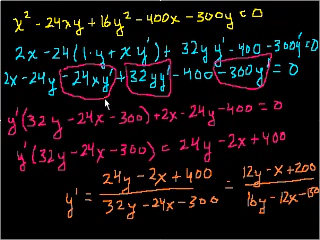 x² - 24xy + 16y² - 400x - 300y = 0
2x - 24(1·y + xy') + 32yy' - 400 - 300y' = 0
2x - 24y - 24xy' + 32yy' - 400 - 300y' = 0
y'(32y - 24x - 300) + 2x - 24y - 400 = 0
y'(32y - 24x - 300) = 24y - 2x + 400
y' = (24y - 2x + 400)/(32y - 24x - 300) = (12y - x + 200)/(16y - 12x - 150)